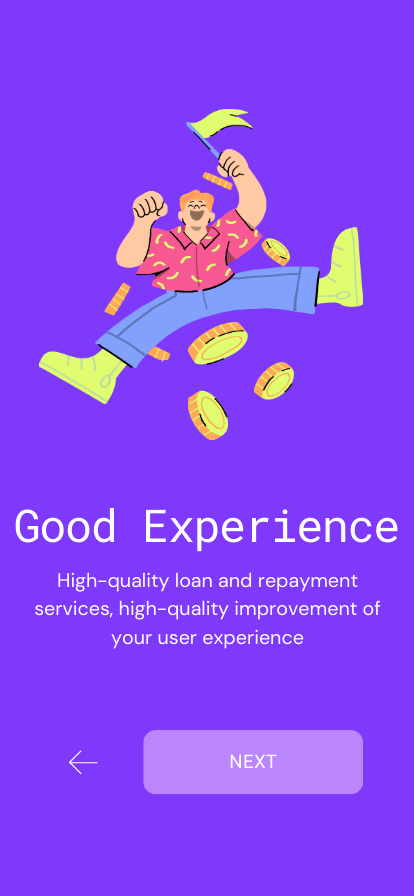 Good Experience
High-quality loan and repayment
services, high-quality improvement of
your user experience
NEXT